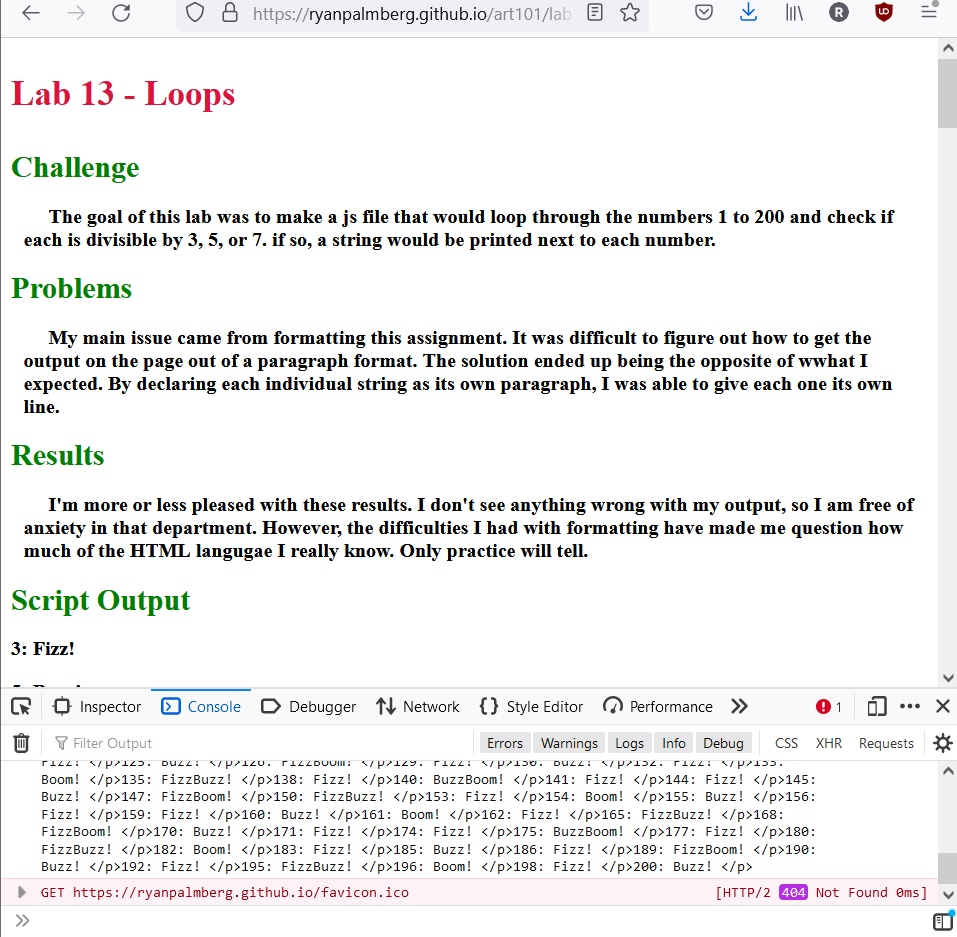 https://ryanpalmberg.github.io/art101/lab
R
Lab 13 - Loops
Challenge
The goal of this lab was to make a js file that would loop through the numbers 1 to 200 and check if
each is divisible by 3, 5, or 7. if so, a string would be printed next to each number.
Problems
My main issue came from formatting this assignment. It was difficult to figure out how to get the
output on the page out of a paragraph format. The solution ended up being the opposite of wwhat I
expected. By declaring each individual string as its own paragraph, I was able to give each one its own
line.
Results
I'm more or less pleased with these results. I don't see anything wrong with my output, so I am free of
anxiety in that department. However, the difficulties I had with formatting have made me question how
much of the HTML langugae I really know. Only practice will tell.
Script Output
3: Fizz!
Inspector Console Debugger Network Style Editor Performance 1
Filter Output Errors Warnings Logs Info Debug CSS XHR Requests
Fizz! </p>125: Buzz! </p>126: FizzBoom! </p>129: Fizz! </p>130: Buzz! </p>132: Fizz! </p>133:
Boom! </p>135: FizzBuzz! </p>138: Fizz! </p>140: BuzzBoom! </p>141: Fizz! </p>144: Fizz! </p>145:
Buzz! </p>147: FizzBoom! </p>150: FizzBuzz! </p>153: Fizz! </p>154: Boom! </p>155: Buzz! </p>156:
Fizz! </p>159: Fizz! </p>160: Buzz! </p>161: Boom! </p>162: Fizz! </p>165: FizzBuzz! </p>168:
FizzBoom! </p>170: Buzz! </p>171: Fizz! </p>174: Fizz! </p>175: BuzzBoom! </p>177: Fizz! </p>180:
FizzBuzz! </p>182: Boom! </p>183: Fizz! </p>185: Buzz! </p>186: Fizz! </p>189: FizzBoom! </p>190:
Buzz! </p>192: Fizz! </p>195: FizzBuzz! </p>196: Boom! </p>198: Fizz! </p>200: Buzz! </p>
GET https://ryanpalmberg.github.io/favicon.ico [HTTP/2 404 Not Found 0ms]